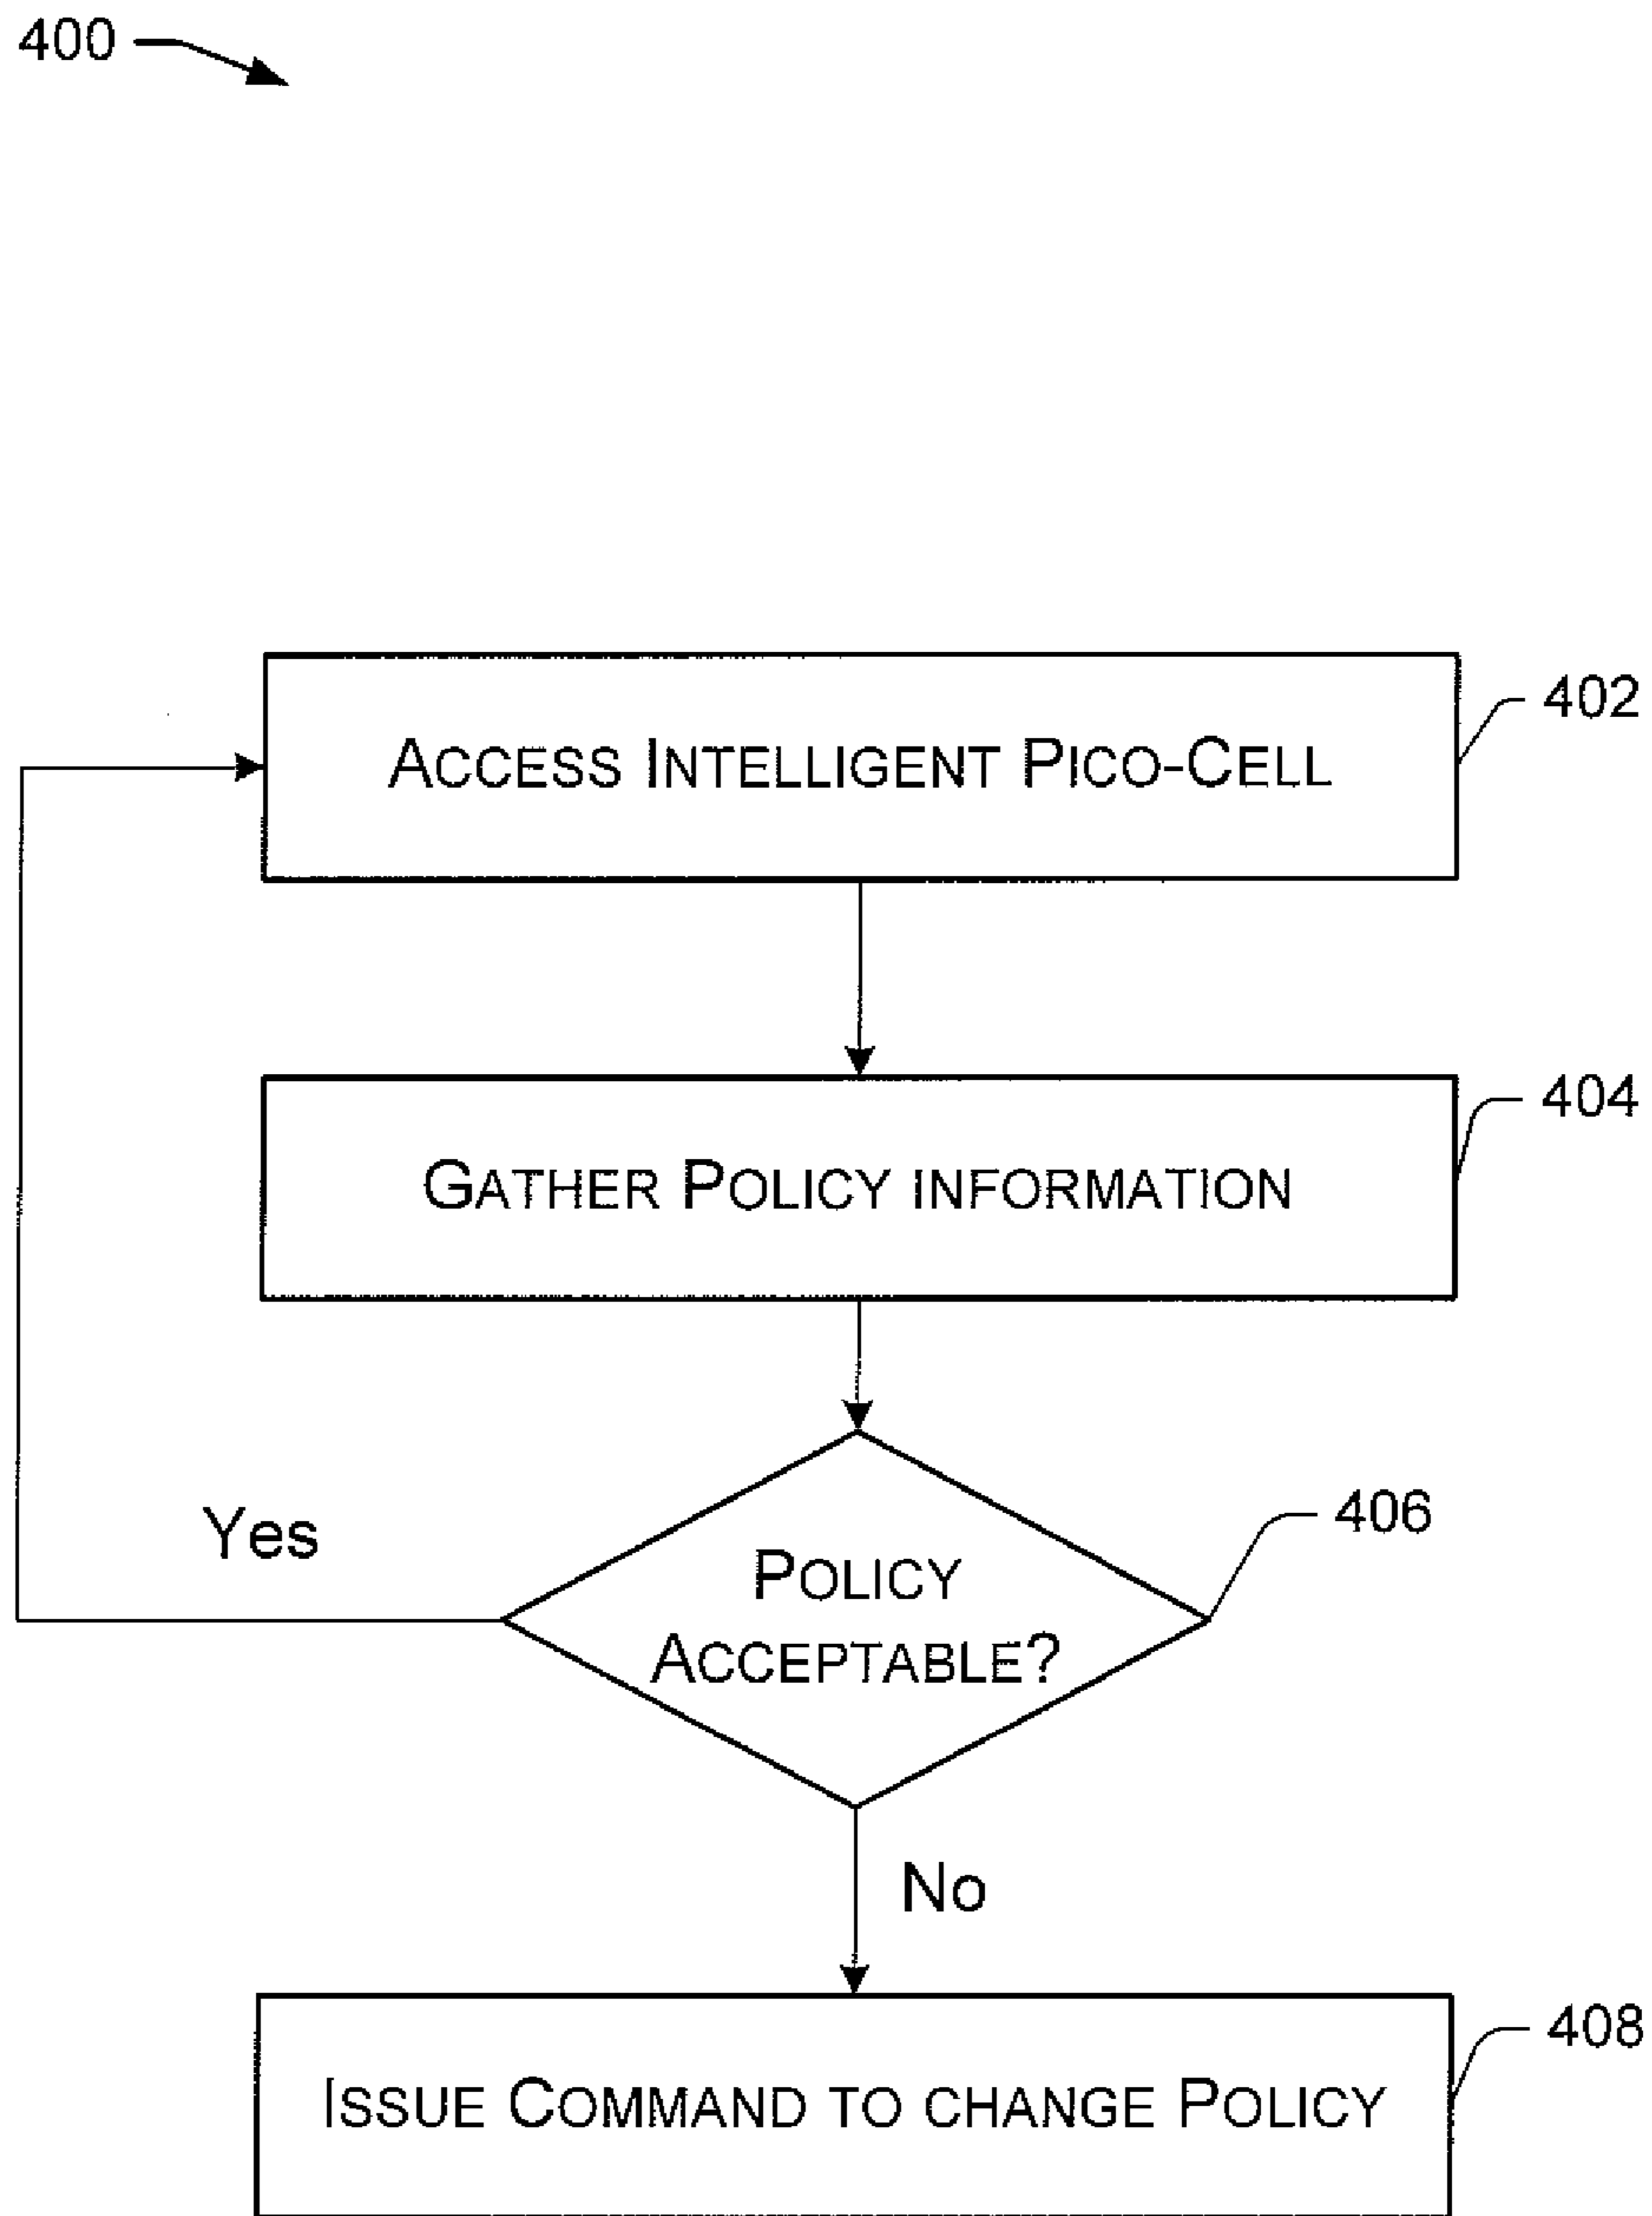 400
ACCESS INTELLIGENT PICO-CELL
402
GATHER POLICY INFORMATION
404
Yes
POLICY
ACCEPTABLE?
406
No
ISSUE COMMAND TO CHANGE POLICY
408